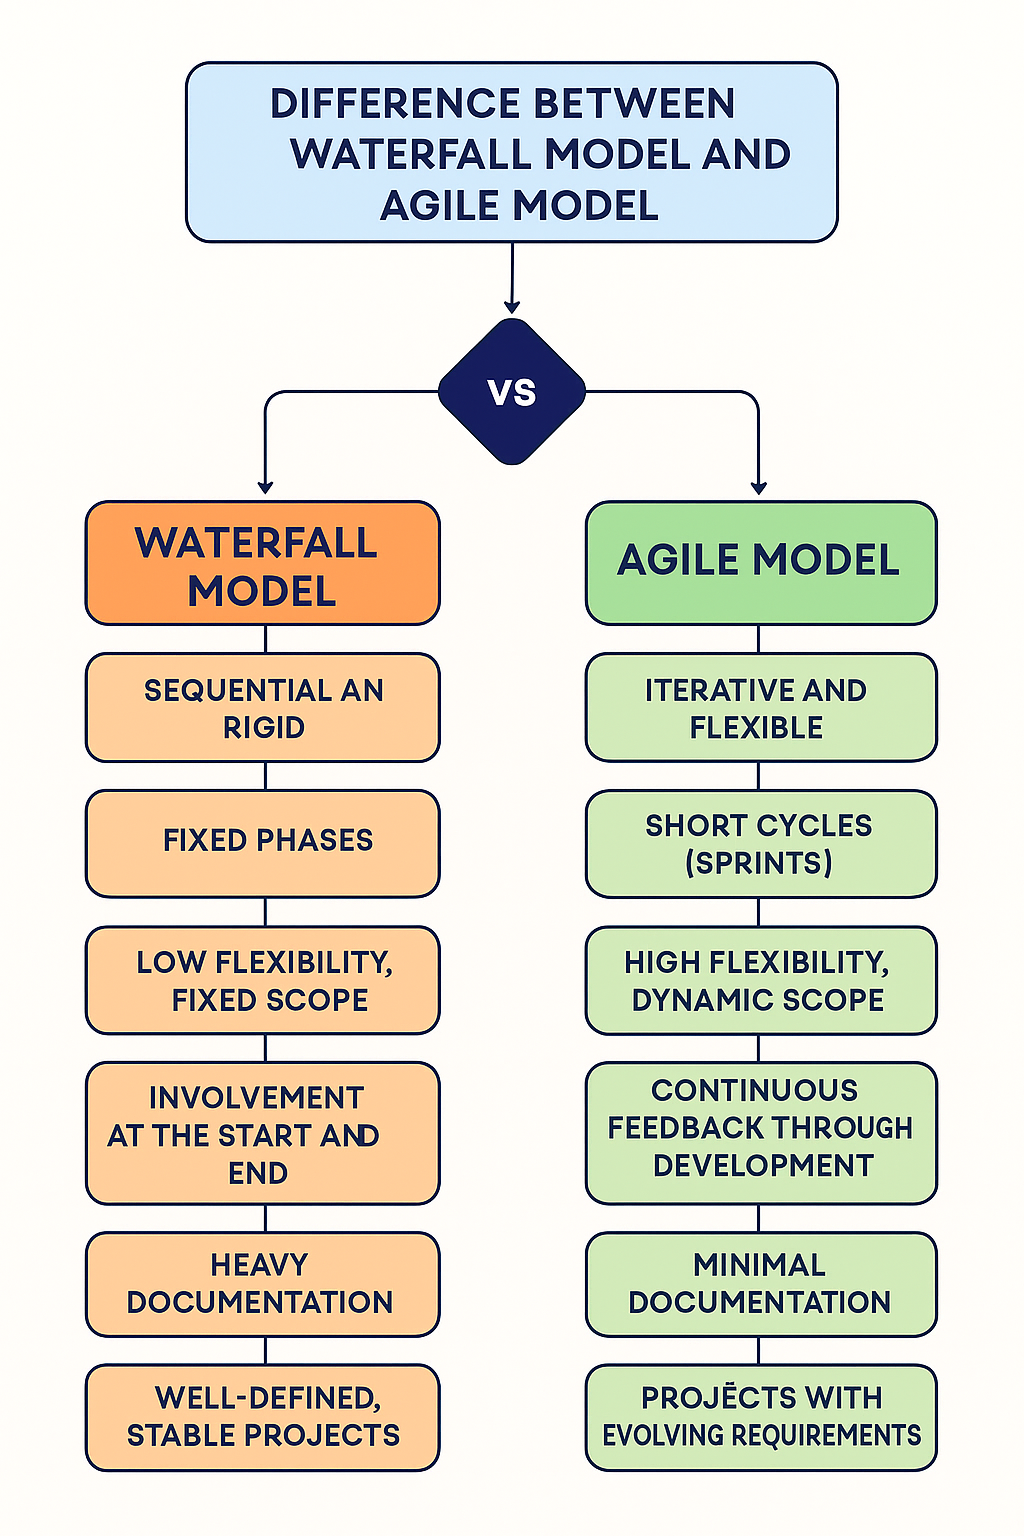 DIFFERENCE BETWEEN
WATERFALL MODEL AND
AGILE MODEL
VS
WATERFALL
MODEL
SEQUENTIAL AN
RIGID
FIXED PHASES
LOW FLEXIBILITY,
FIXED SCOPE
INVOLVEMENT
AT THE START AND
END
HEAVY
DOCUMENTATION
WELL-DEFINED,
STABLE PROJECTS
AGILE MODEL
ITERATIVE AND
FLEXIBLE
SHORT CYCLES
(SPRINTS)
HIGH FLEXIBILITY,
DYNAMIC SCOPE
CONTINUOUS
FEEDBACK THROUGH
DEVELOPMENT
MINIMAL
DOCUMENTATION
PROJĒCTS WITH
EVOLVING REQUIREMENTS